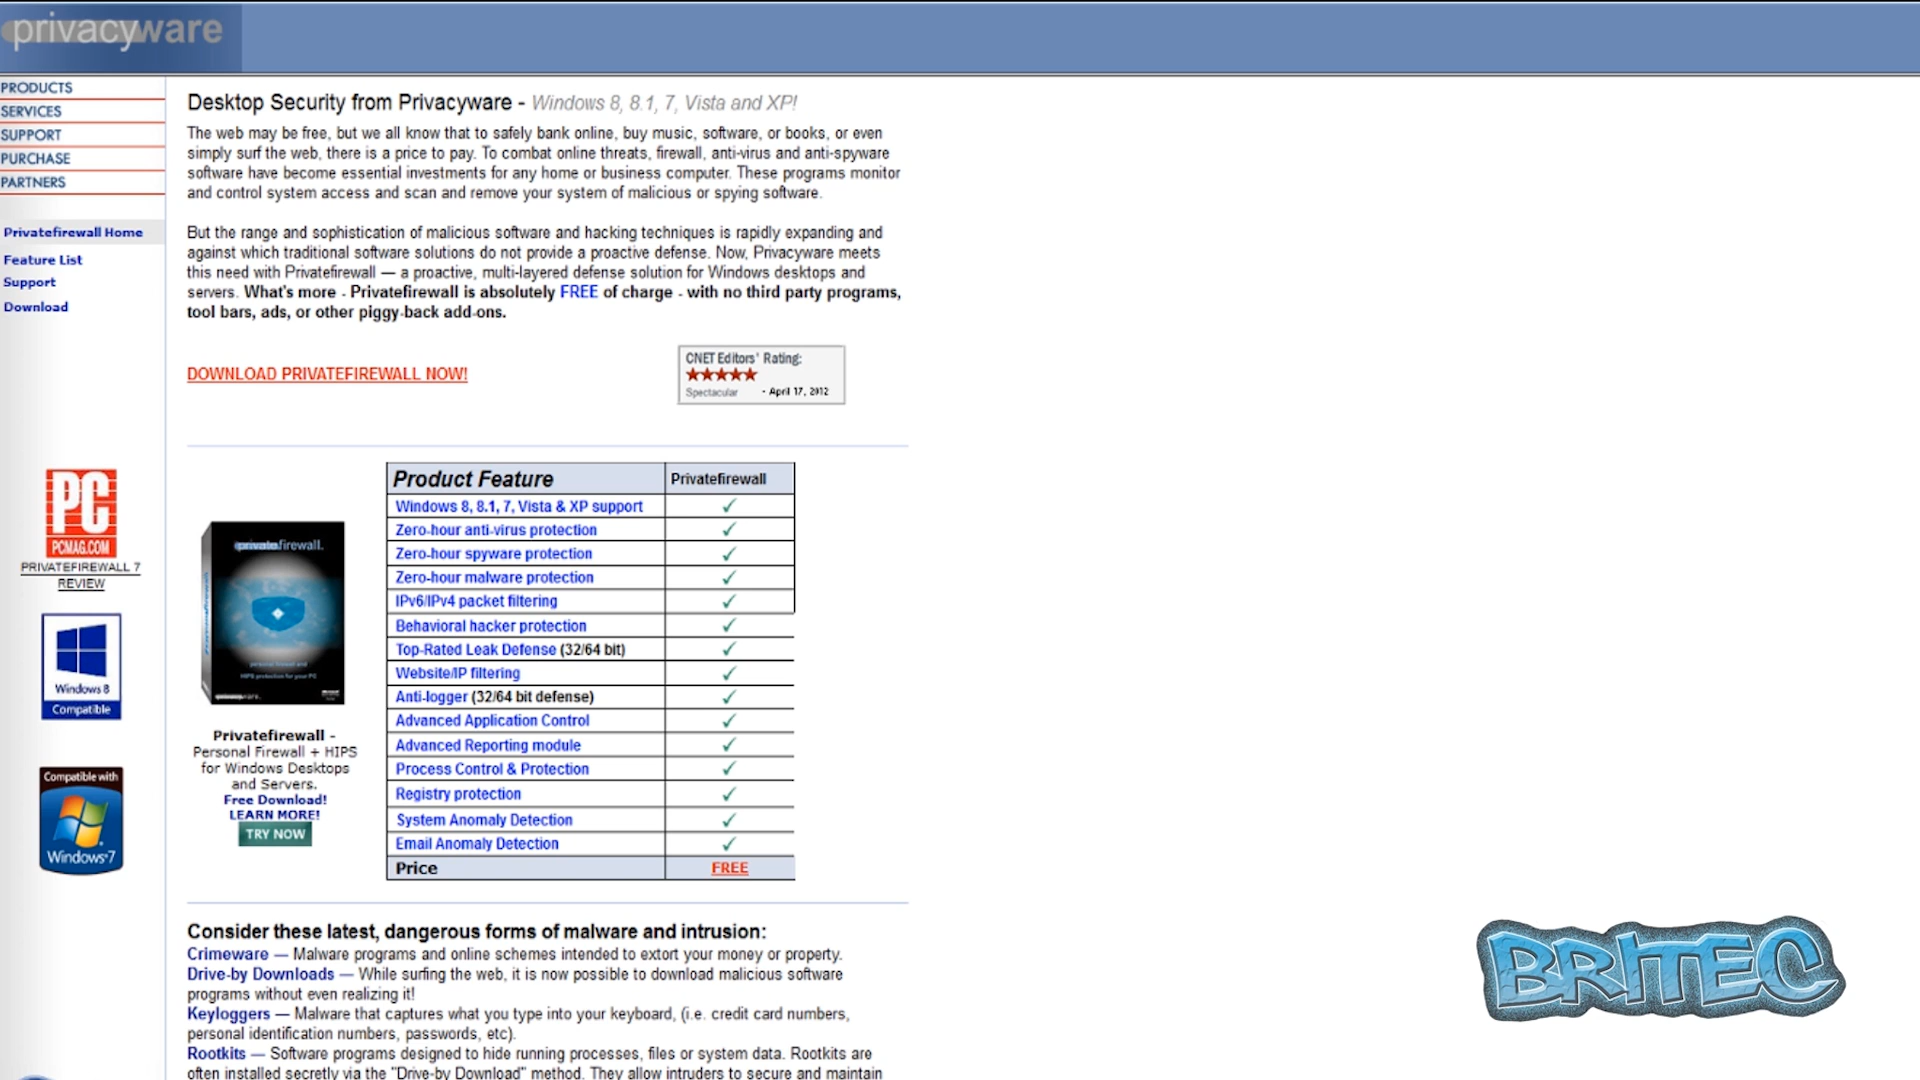 privacyware
PRODUCTS
SERVICES
SUPPORT
PURCHASE
PARTNERS
Privatefirewall Home
Feature List
Support
Download
PC
PCMAG.COM
PRIVATEFIREWALL 7
REVIEW
Windows 8
Compatible
Compatible with
Windows 7
Desktop Security from Privacyware - Windows 8, 8.1, 7, Vista and XP!
The web may be free, but we all know that to safely bank online, buy music, software, or books, or even
simply surf the web, there is a price to pay. To combat online threats, firewall, anti-virus and anti-spyware
software have become essential investments for any home or business computer. These programs monitor
and control system access and scan and remove your system of malicious or spying software.
But the range and sophistication of malicious software and hacking techniques is rapidly expanding and
against which traditional software solutions do not provide a proactive defense. Now, Privacyware meets
this need with Privatefirewall — a proactive, multi-layered defense solution for Windows desktops and
servers. What's more - Privatefirewall is absolutely FREE of charge - with no third party programs,
tool bars, ads, or other piggy-back add-ons.
DOWNLOAD PRIVATEFIREWALL NOW!
CNET Editors' Rating:
Spectacular - April 17, 2012
privatefirewall.
personal firewall and
HIPS protection for your PC
privacyware.
Privatefirewall -
Personal Firewall + HIPS
for Windows Desktops
and Servers.
Free Download!
LEARN MORE!
TRY NOW
Product Feature Privatefirewall
Windows 8, 8.1, 7, Vista & XP support ✓
Zero-hour anti-virus protection ✓
Zero-hour spyware protection ✓
Zero-hour malware protection ✓
IPv6/IPv4 packet filtering ✓
Behavioral hacker protection ✓
Top-Rated Leak Defense (32/64 bit) ✓
Website/IP filtering ✓
Anti-logger (32/64 bit defense) ✓
Advanced Application Control ✓
Advanced Reporting module ✓
Process Control & Protection ✓
Registry protection ✓
System Anomaly Detection ✓
Email Anomaly Detection ✓
Price FREE
Consider these latest, dangerous forms of malware and intrusion:
Crimeware — Malware programs and online schemes intended to extort your money or property.
Drive-by Downloads — While surfing the web, it is now possible to download malicious software
programs without even realizing it!
Keyloggers — Malware that captures what you type into your keyboard, (i.e. credit card numbers,
personal identification numbers, passwords, etc).
Rootkits — Software programs designed to hide running processes, files or system data. Rootkits are
often installed secretly via the "Drive-by Download" method. They allow intruders to secure and maintain
BRITEC